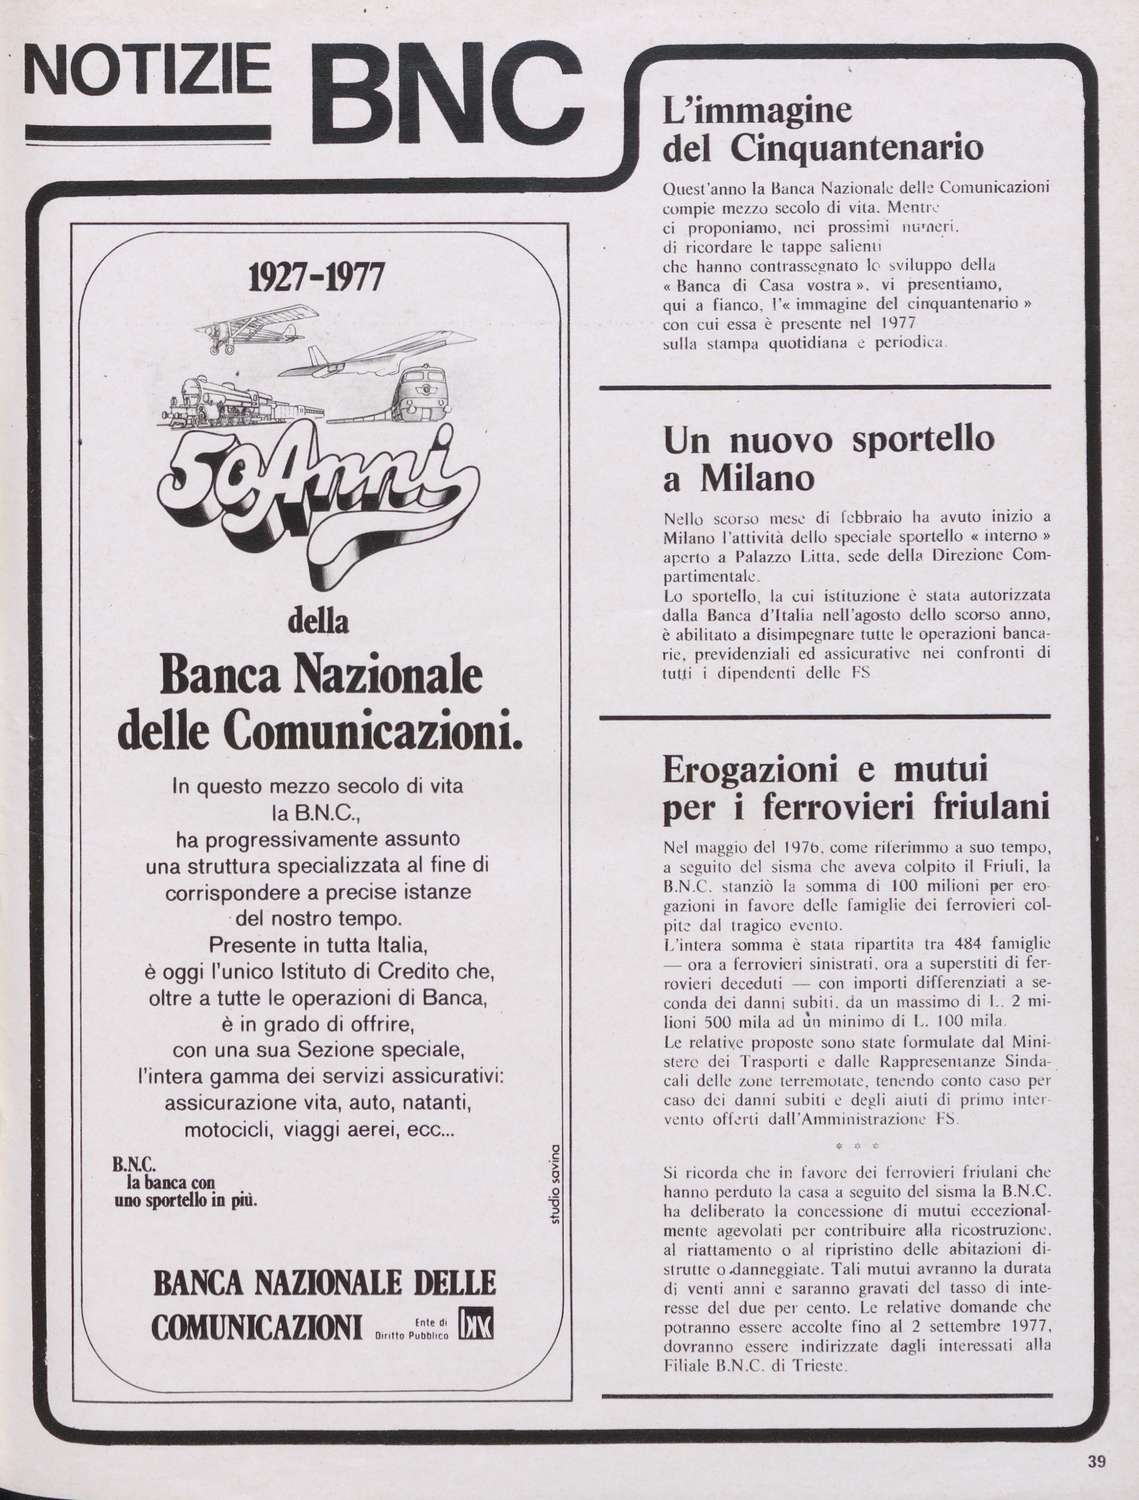 NOTIZIE BNC
1927-1977
50 Anni
della
Banca Nazionale
delle Comunicazioni.
In questo mezzo secolo di vita
la B.N.C.,
ha progressivamente assunto
una struttura specializzata al fine di
corrispondere a precise istanze
del nostro tempo.
Presente in tutta Italia,
è oggi l'unico Istituto di Credito che,
oltre a tutte le operazioni di Banca,
è in grado di offrire,
con una sua Sezione speciale,
l'intera gamma dei servizi assicurativi:
assicurazione vita, auto, natanti,
motocicli, viaggi aerei, ecc...
B.N.C.
la banca con
uno sportello in più.
studio savina
BANCA NAZIONALE DELLE
COMUNICAZIONI
Ente di
Diritto Pubblico
L'immagine
del Cinquantenario
Quest'anno la Banca Nazionale delle Comunicazioni
compie mezzo secolo di vita. Mentre
ci proponiamo, nei prossimi numeri,
di ricordare le tappe salienti
che hanno contrassegnato lo sviluppo della
« Banca di Casa vostra », vi presentiamo,
qui a fianco, l'« immagine del cinquantenario »
con cui essa è presente nel 1977
sulla stampa quotidiana e periodica.
Un nuovo sportello
a Milano
Nello scorso mese di febbraio ha avuto inizio a
Milano l'attività dello speciale sportello « interno »
aperto a Palazzo Litta, sede della Direzione Com-
partimentale.
Lo sportello, la cui istituzione è stata autorizzata
dalla Banca d'Italia nell'agosto dello scorso anno,
è abilitato a disimpegnare tutte le operazioni banca-
rie, previdenziali ed assicurative nei confronti di
tutti i dipendenti delle FS
Erogazioni e mutui
per i ferrovieri friulani
Nel maggio del 1976, come riferimmo a suo tempo,
a seguito del sisma che aveva colpito il Friuli, la
B.N.C. stanziò la somma di 100 milioni per ero-
gazioni in favore delle famiglie dei ferrovieri col-
pite dal tragico evento.
L'intera somma è stata ripartita tra 484 famiglie
— ora a ferrovieri sinistrati, ora a superstiti di fer-
rovieri deceduti — con importi differenziati a se-
conda dei danni subiti, da un massimo di L. 2 mi-
lioni 500 mila ad un minimo di L. 100 mila.
Le relative proposte sono state formulate dal Mini-
stero dei Trasporti e dalle Rappresentanze Sinda-
cali delle zone terremotate, tenendo conto caso per
caso dei danni subiti e degli aiuti di primo inter-
vento offerti dall'Amministrazione FS.
* * *
Si ricorda che in favore dei ferrovieri friulani che
hanno perduto la casa a seguito del sisma la B.N.C.
ha deliberato la concessione di mutui eccezional-
mente agevolati per contribuire alla ricostruzione,
al riattamento o al ripristino delle abitazioni di-
strutte o danneggiate. Tali mutui avranno la durata
di venti anni e saranno gravati del tasso di inte-
resse del due per cento. Le relative domande che
potranno essere accolte fino al 2 settembre 1977,
dovranno essere indirizzate dagli interessati alla
Filiale B.N.C. di Trieste.
39